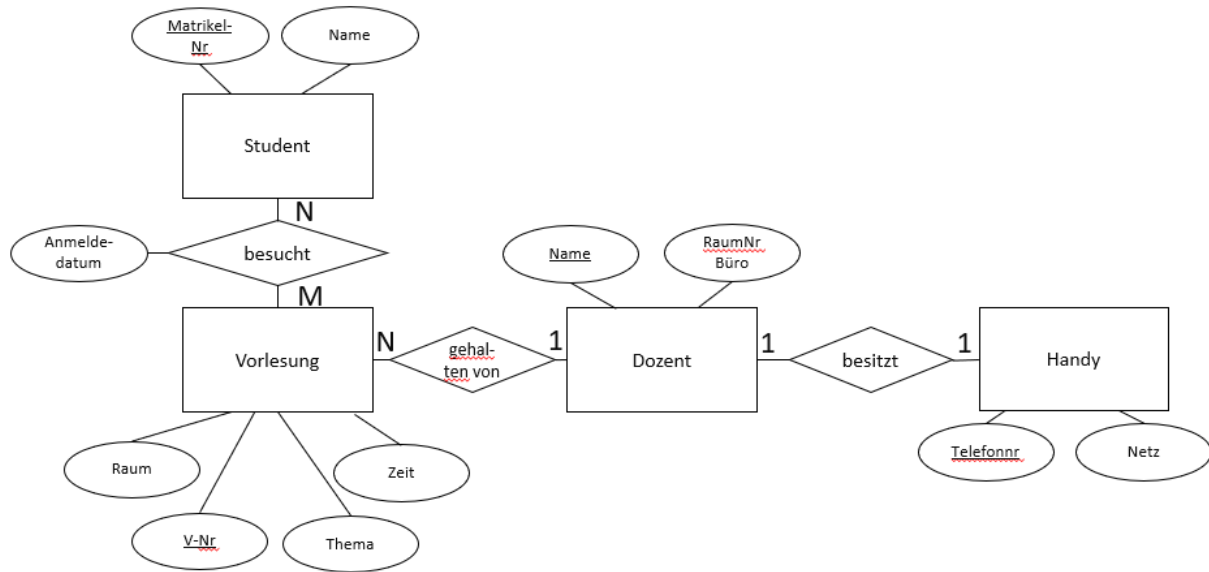 Matrikel-
Nr
Name
Student
N
Anmelde-
datum
besucht
M
Name
RaumNr
Büro
Vorlesung
N
gehal-
ten von
1
Dozent
1
besitzt
1
Handy
Raum
Zeit
Telefonnr
Netz
V-Nr
Thema